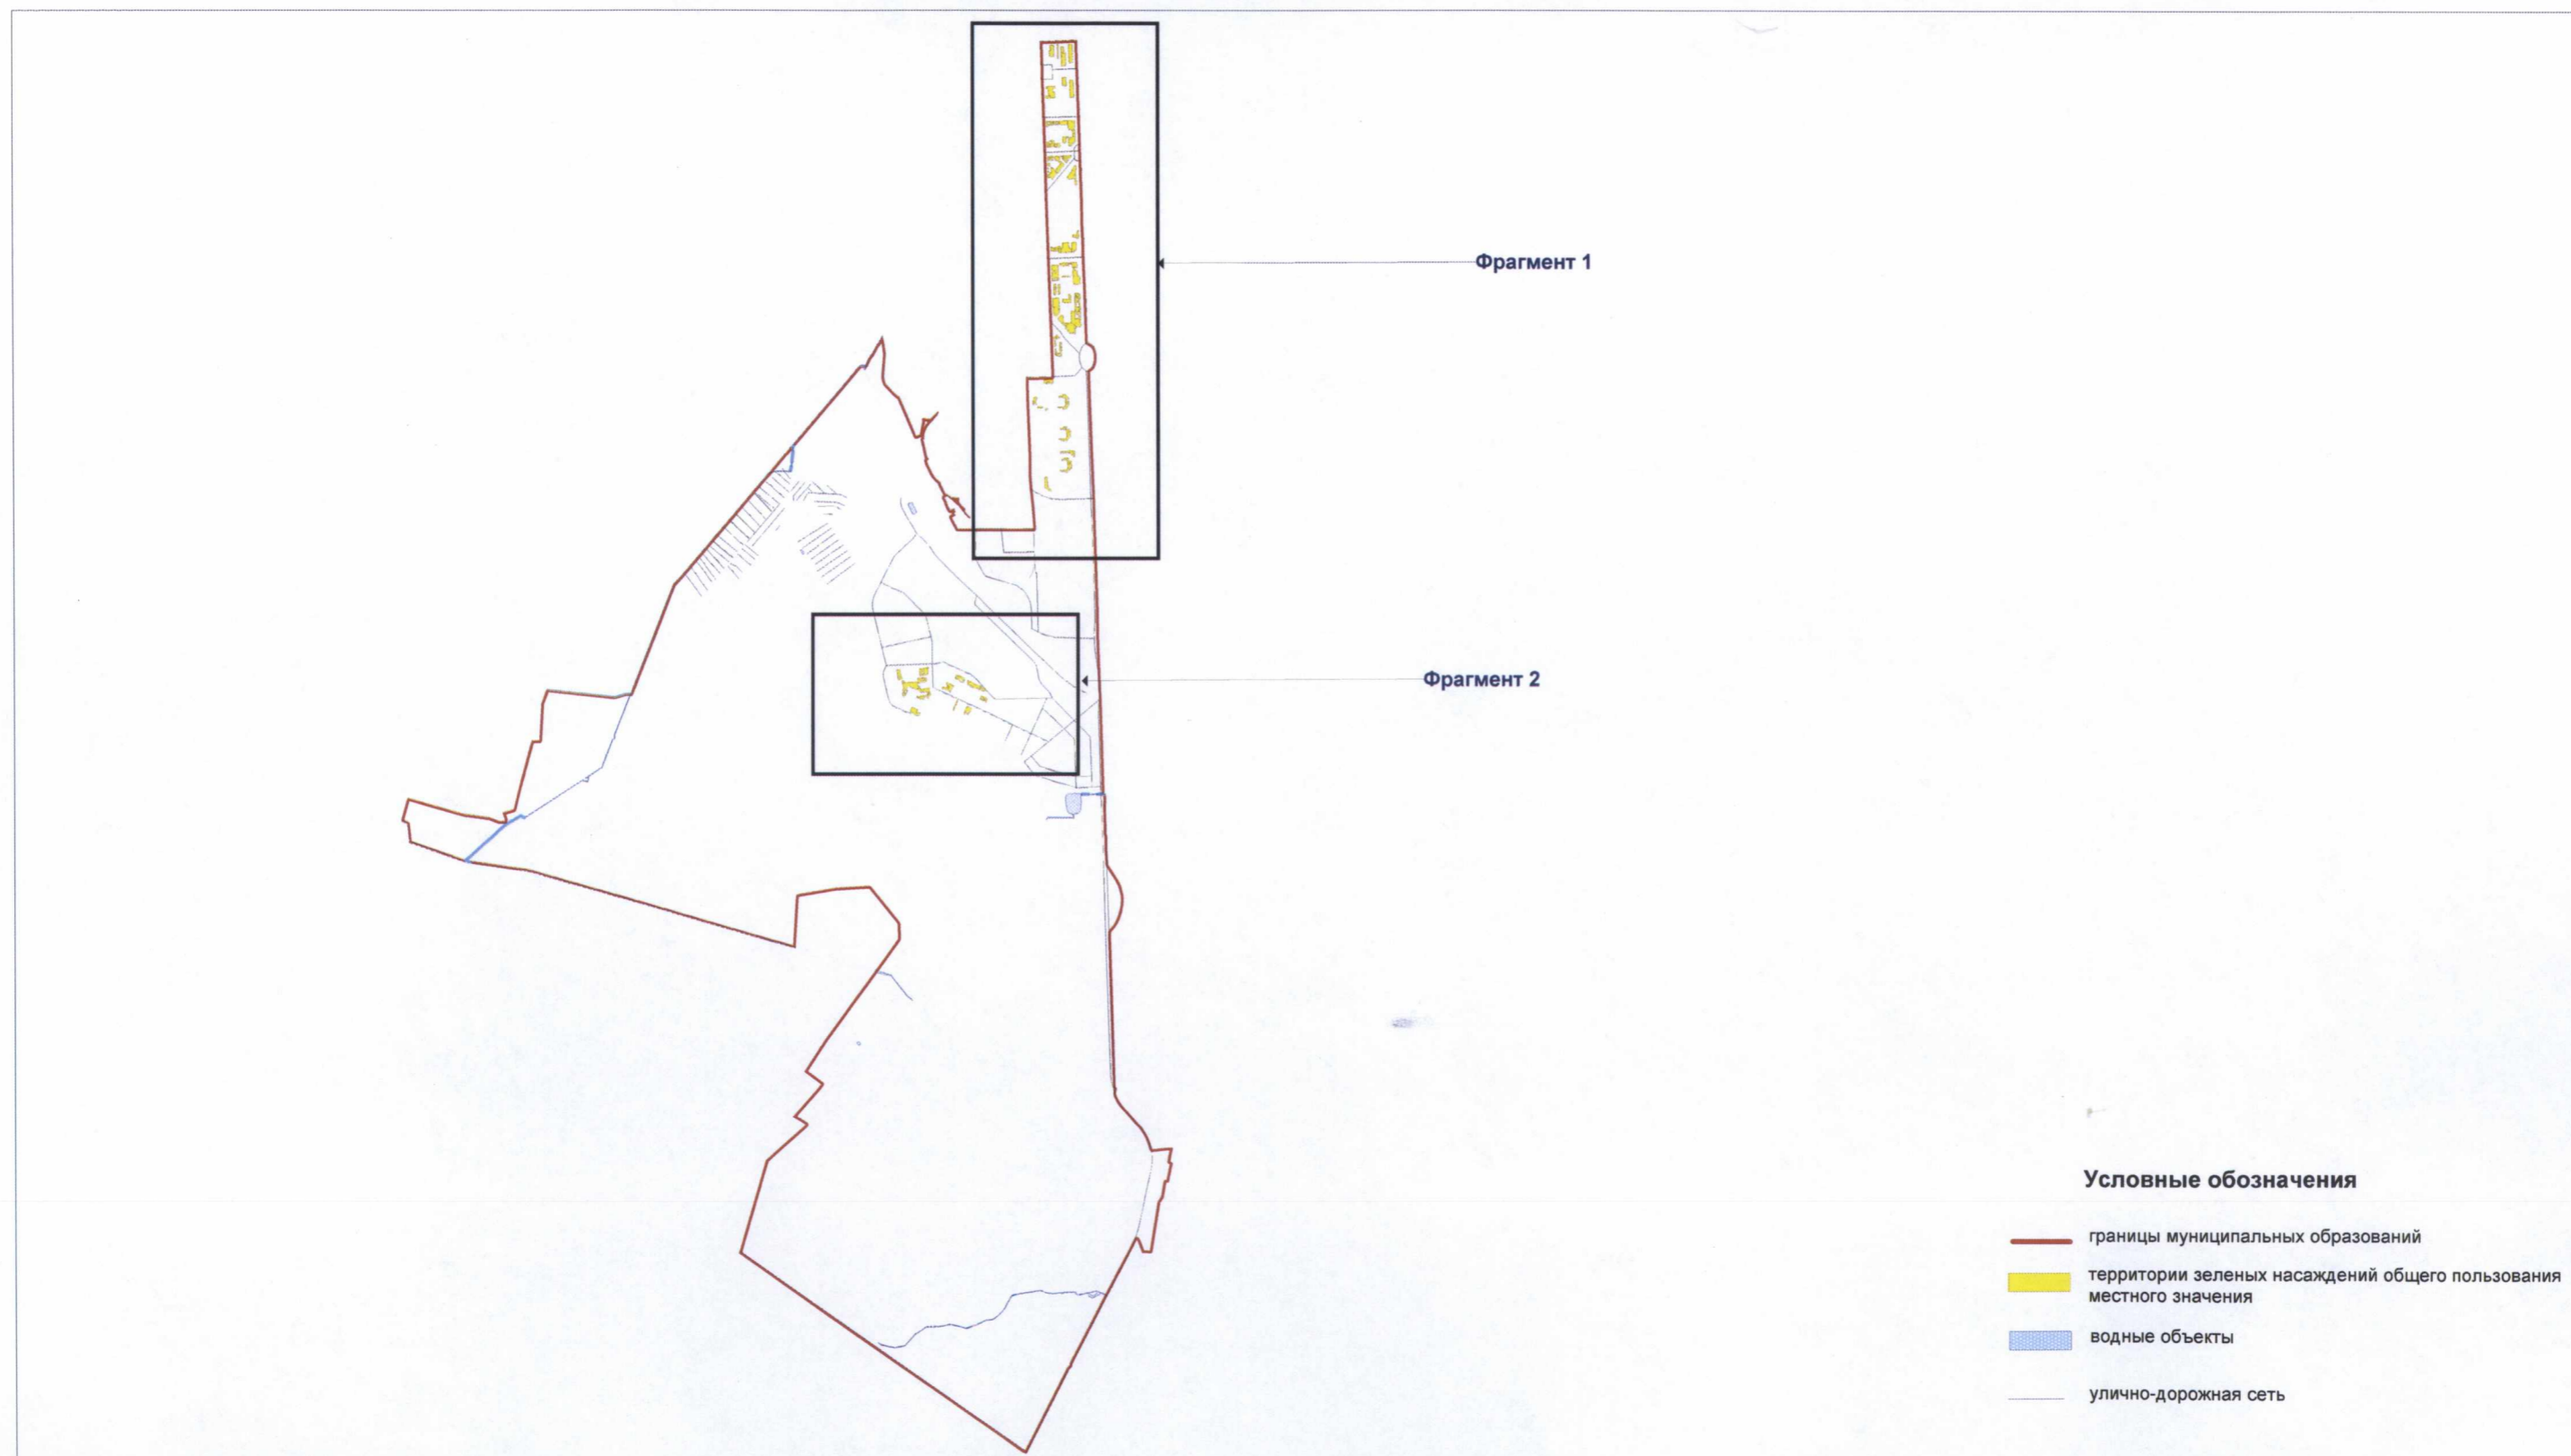 Фрагмент 1
Фрагмент 2
Условные обозначения
границы муниципальных образований
территории зеленых насаждений общего пользования
местного значения
водные объекты
улично-дорожная сеть